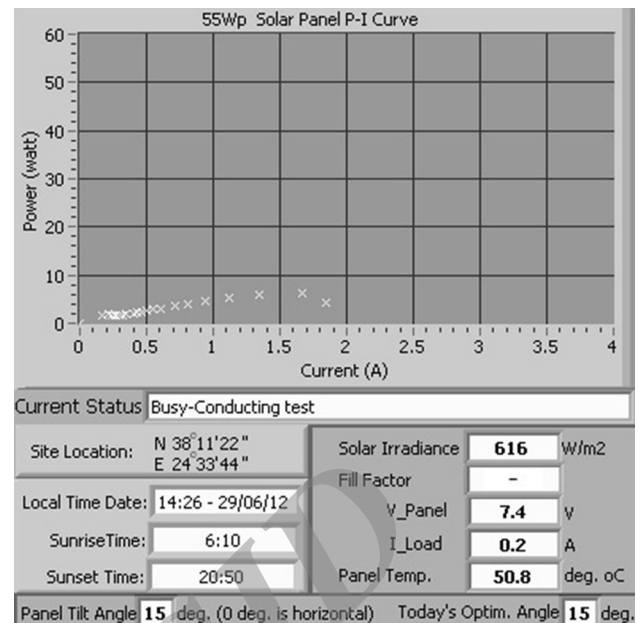 55Wp Solar Panel P-I Curve
60
50
40
30
20
10
0
Power (watt)
0 0.5 1 1.5 2 2.5 3 3.5 4
Current (A)
Current Status Busy-Conducting test
Site Location: N 38°11'22"
E 24°33'44"
Local Time Date: 14:26 - 29/06/12
SunriseTime: 6:10
Sunset Time: 20:50
Solar Irradiance 616 W/m2
Fill Factor -
V_Panel 7.4 V
I_Load 0.2 A
Panel Temp. 50.8 deg. oC
Panel Tilt Angle 15 deg. (0 deg. is horizontal) Today's Optim. Angle 15 deg.